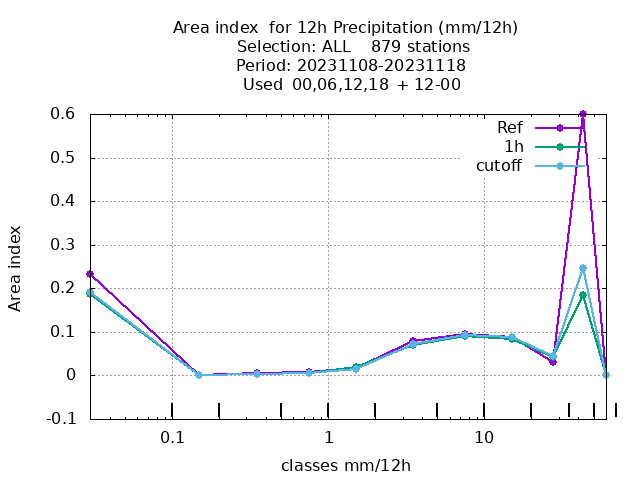 Area index  for 12h Precipitation (mm/12h)
Selection: ALL    879 stations
Period: 20231108-20231118
Used  00,06,12,18  + 12-00
Ref
1h
cutoff
0.6
0.5
0.4
0.3
0.2
0.1
0
-0.1
Area index
0.1
1
10
classes mm/12h